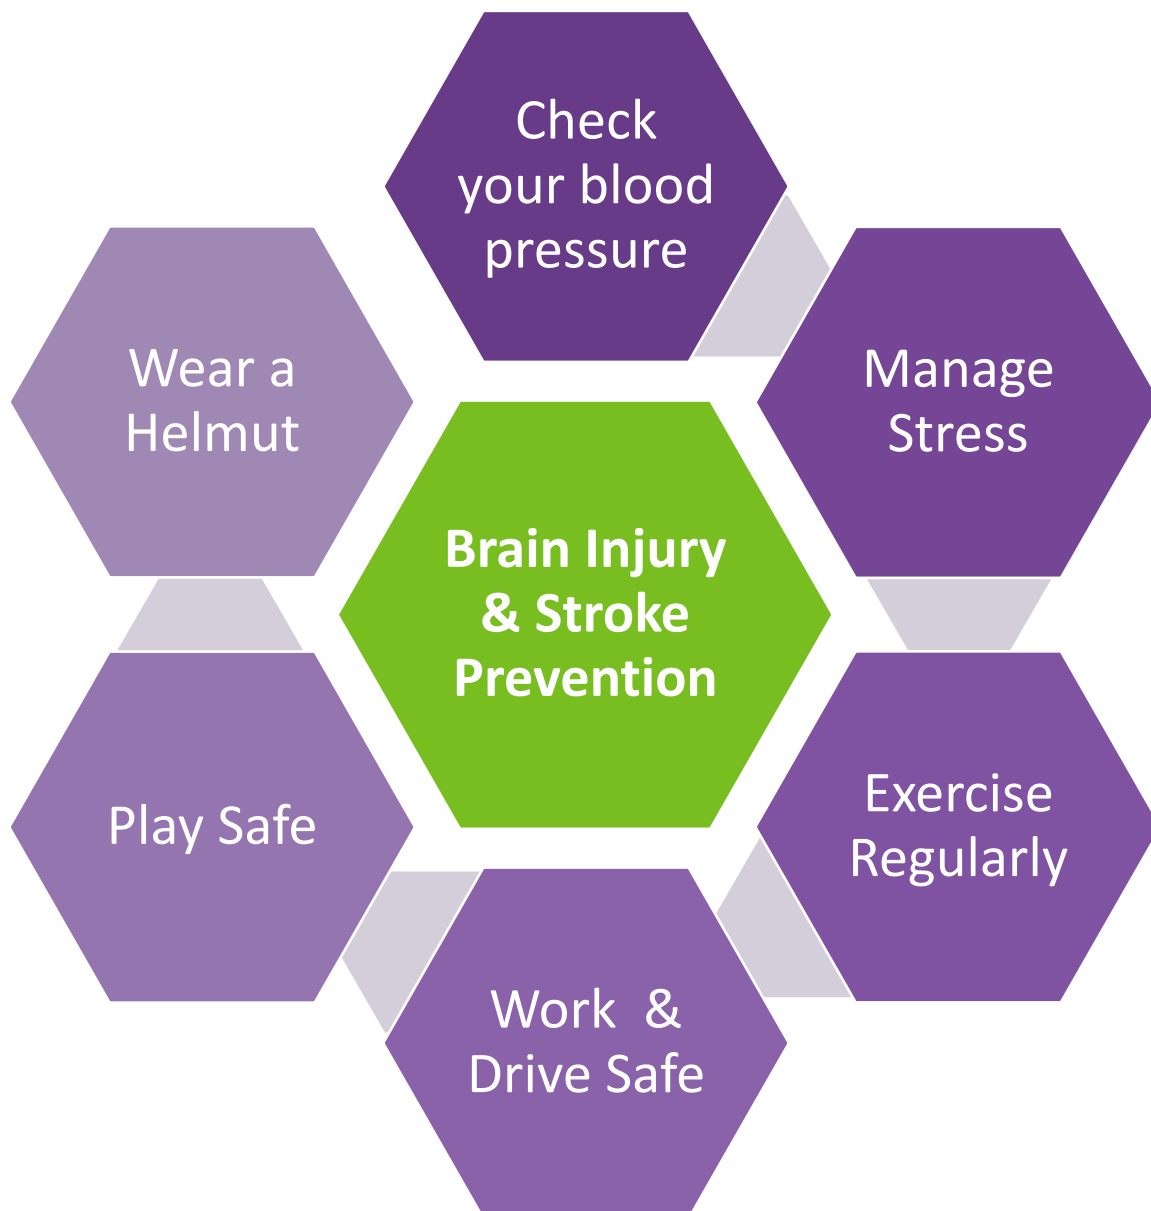 Check
your blood
pressure
Manage
Stress
Exercise
Regularly
Work  &
Drive Safe
Play Safe
Wear a
Helmut
Brain Injury
& Stroke
Prevention